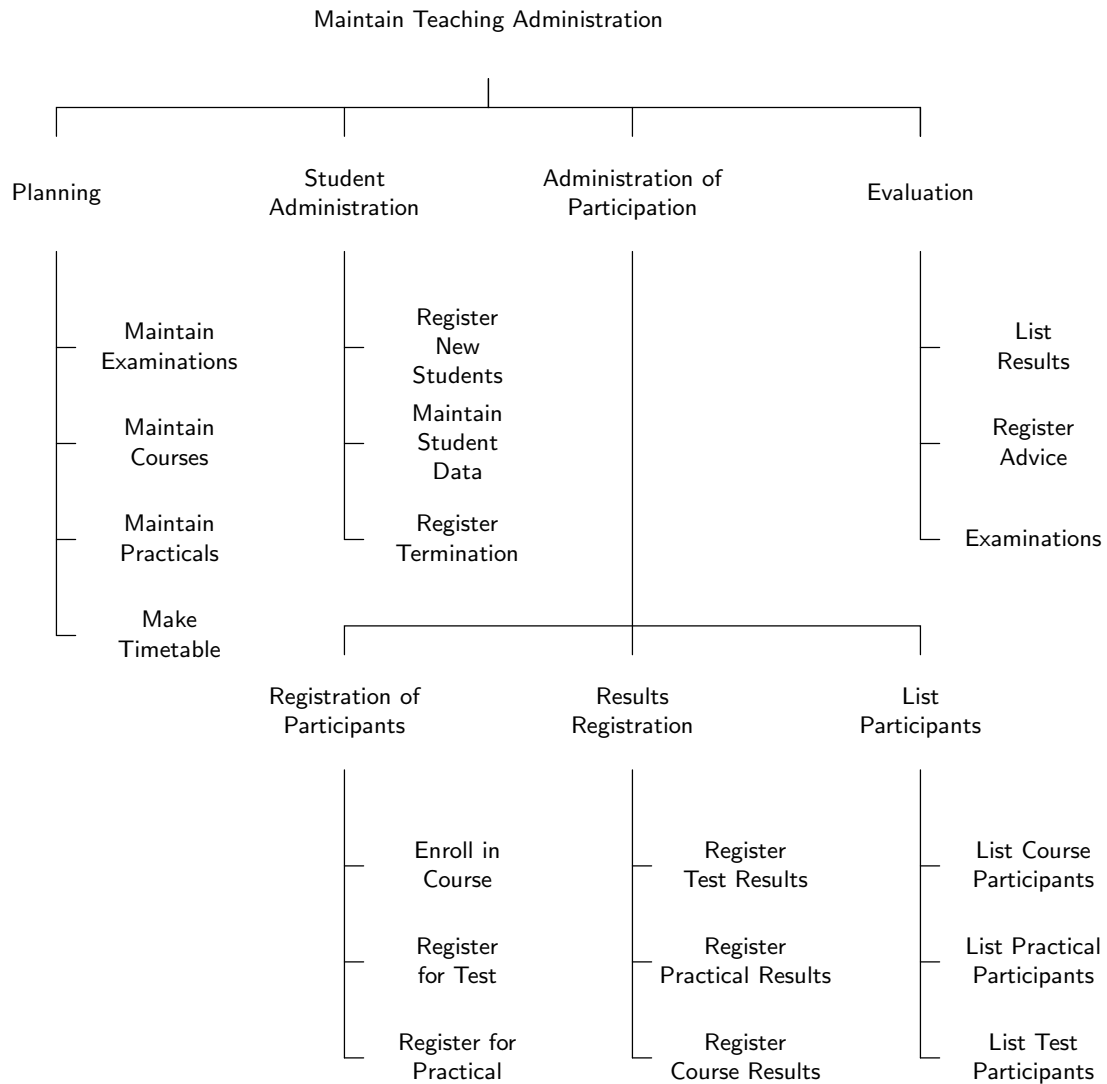 Maintain Teaching Administration
Planning
Student
Administration
Administration of
Participation
Evaluation
Maintain
Examinations
Maintain
Courses
Maintain
Practicals
Make
Timetable
Register
New
Students
Maintain
Student
Data
Register
Termination
List
Results
Register
Advice
Examinations
Registration of
Participants
Results
Registration
List
Participants
Enroll in
Course
Register
for Test
Register for
Practical
Register
Test Results
Register
Practical Results
Register
Course Results
List Course
Participants
List Practical
Participants
List Test
Participants